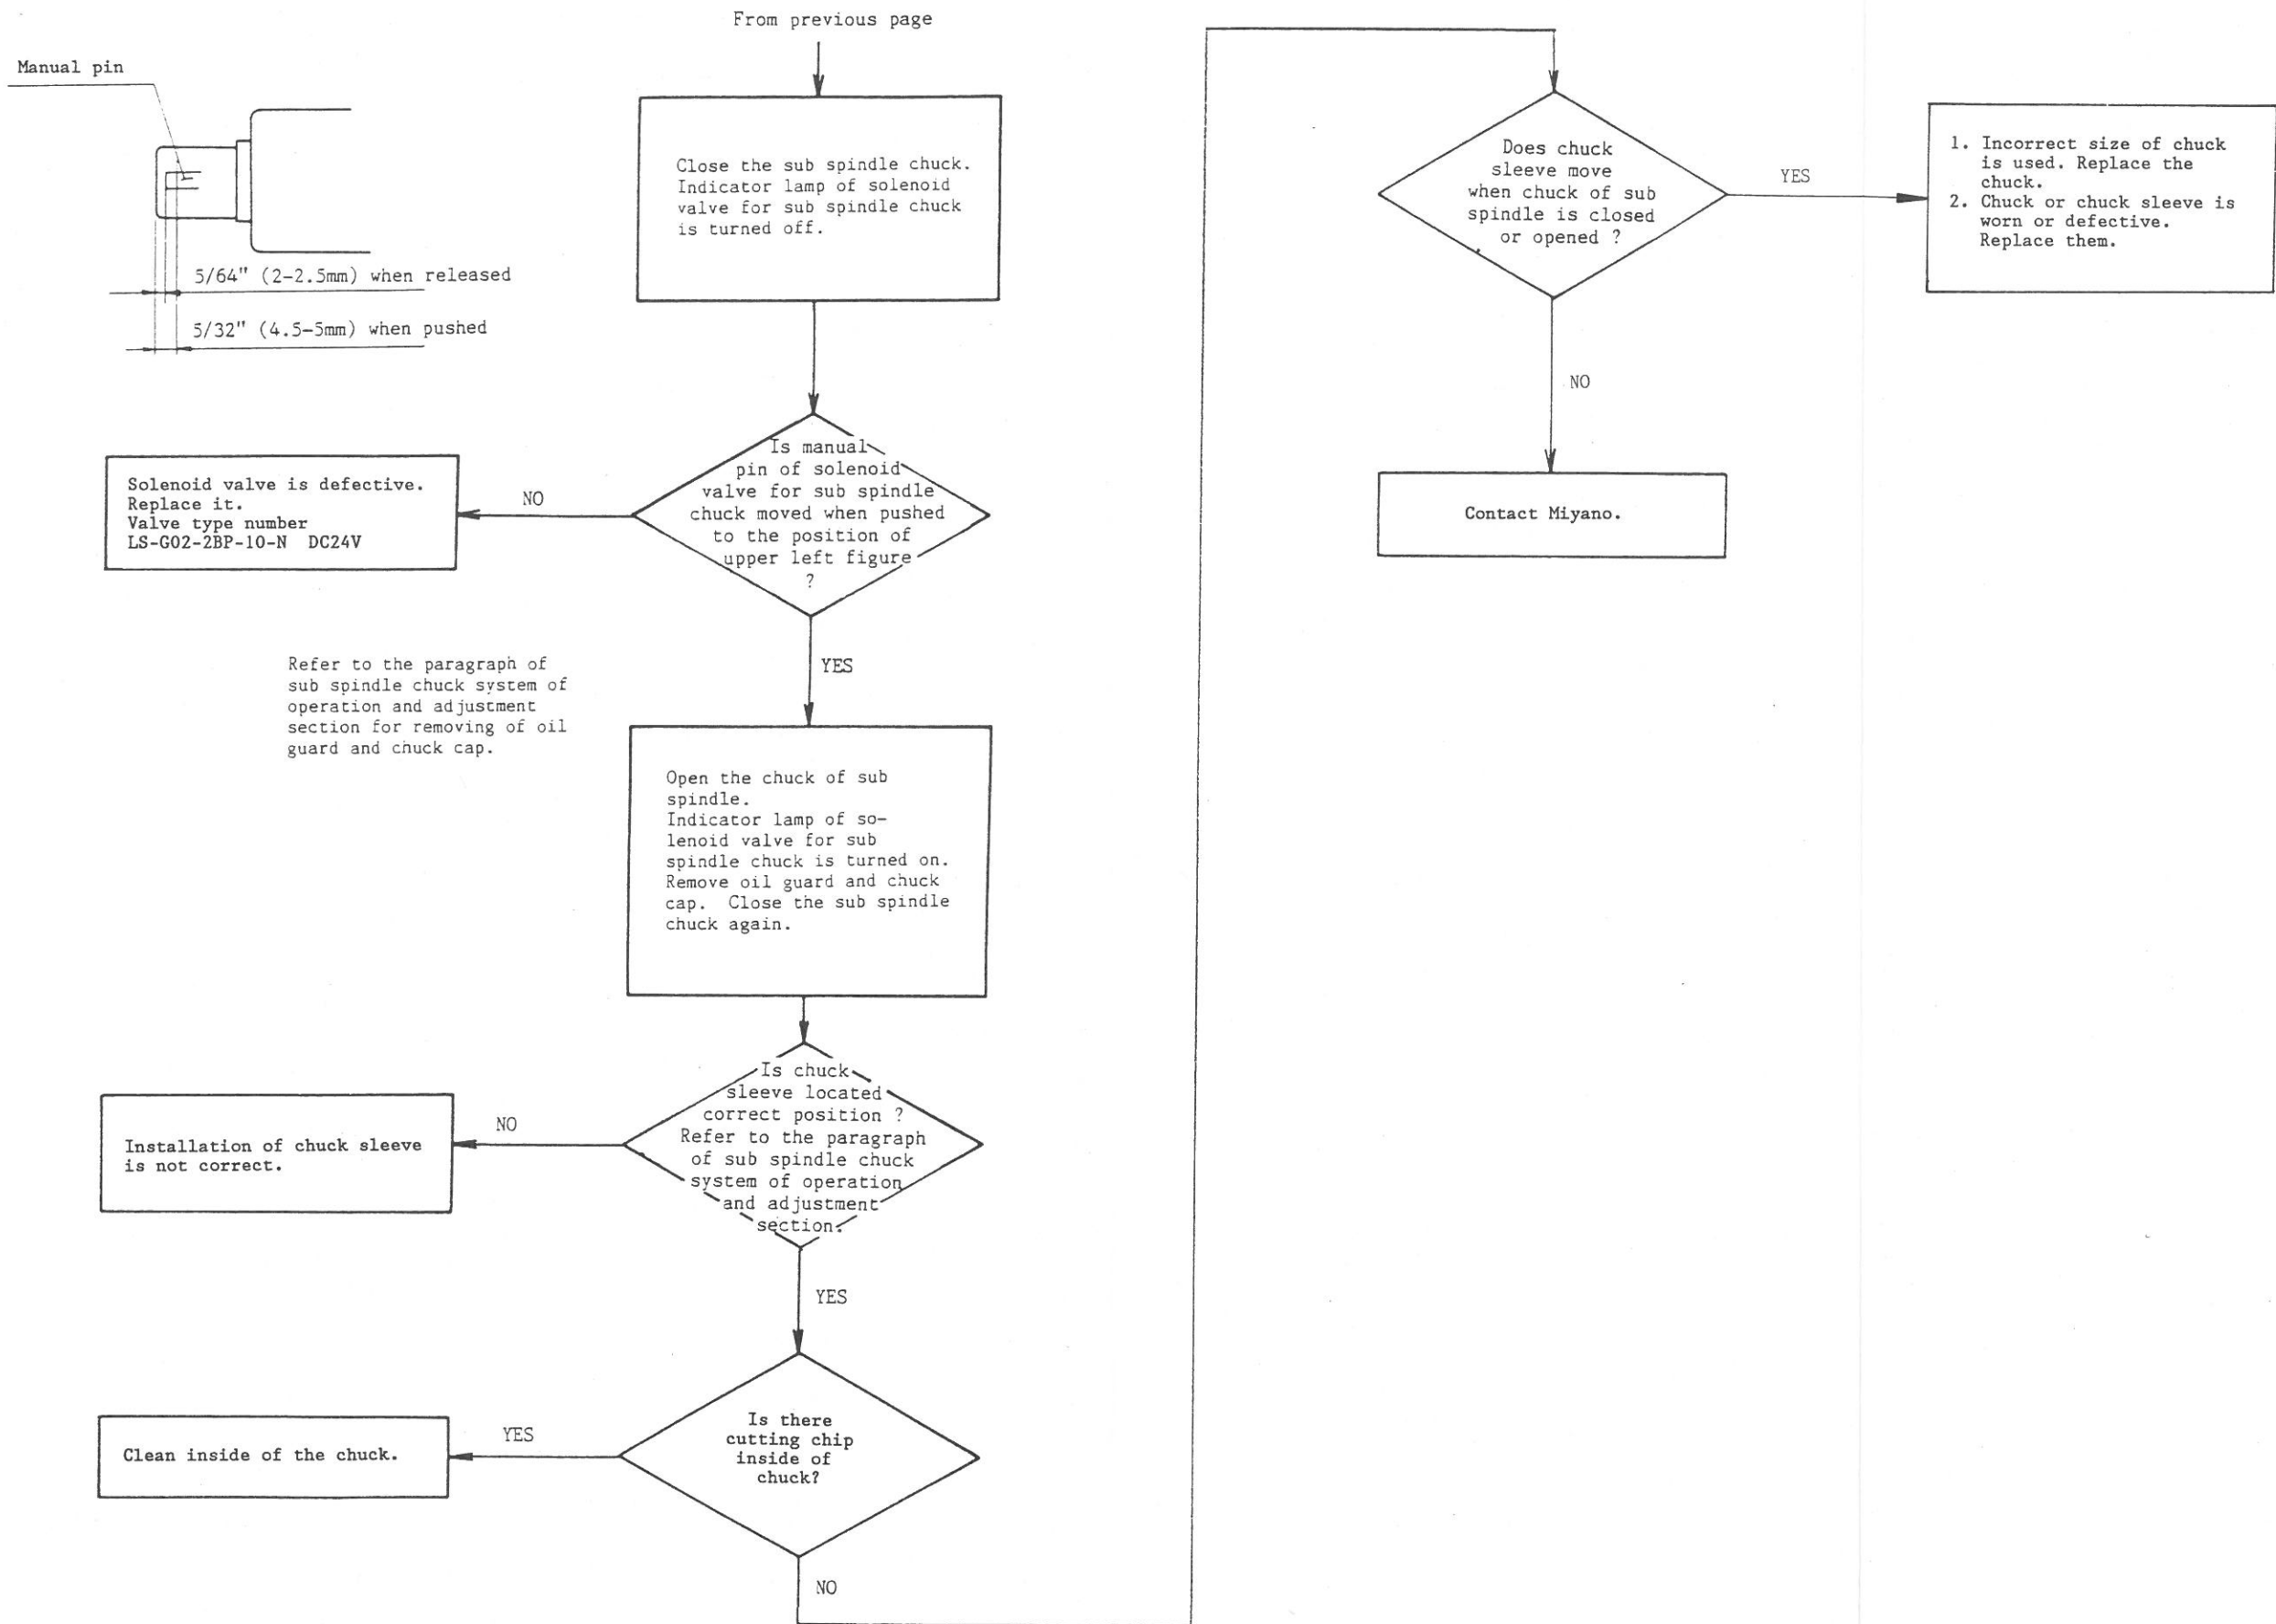 From previous page
Manual pin
5/64" (2-2.5mm) when released
5/32" (4.5-5mm) when pushed
Close the sub spindle chuck.
Indicator lamp of solenoid
valve for sub spindle chuck
is turned off.
Is manual
pin of solenoid
valve for sub spindle
chuck moved when pushed
to the position of
upper left figure
?
NO
Solenoid valve is defective.
Replace it.
Valve type number
LS-G02-2BP-10-N DC24V
YES
Refer to the paragraph of
sub spindle chuck system of
operation and adjustment
section for removing of oil
guard and chuck cap.
Open the chuck of sub
spindle.
Indicator lamp of so-
lenoid valve for sub
spindle chuck is turned on.
Remove oil guard and chuck
cap. Close the sub spindle
chuck again.
Is chuck
sleeve located
correct position ?
Refer to the paragraph
of sub spindle chuck
system of operation
and adjustment
section.
NO
Installation of chuck sleeve
is not correct.
YES
Is there
cutting chip
inside of
chuck?
YES
Clean inside of the chuck.
NO
Does chuck
sleeve move
when chuck of sub
spindle is closed
or opened ?
YES
1. Incorrect size of chuck
is used. Replace the
chuck.
2. Chuck or chuck sleeve is
worn or defective.
Replace them.
NO
Contact Miyano.